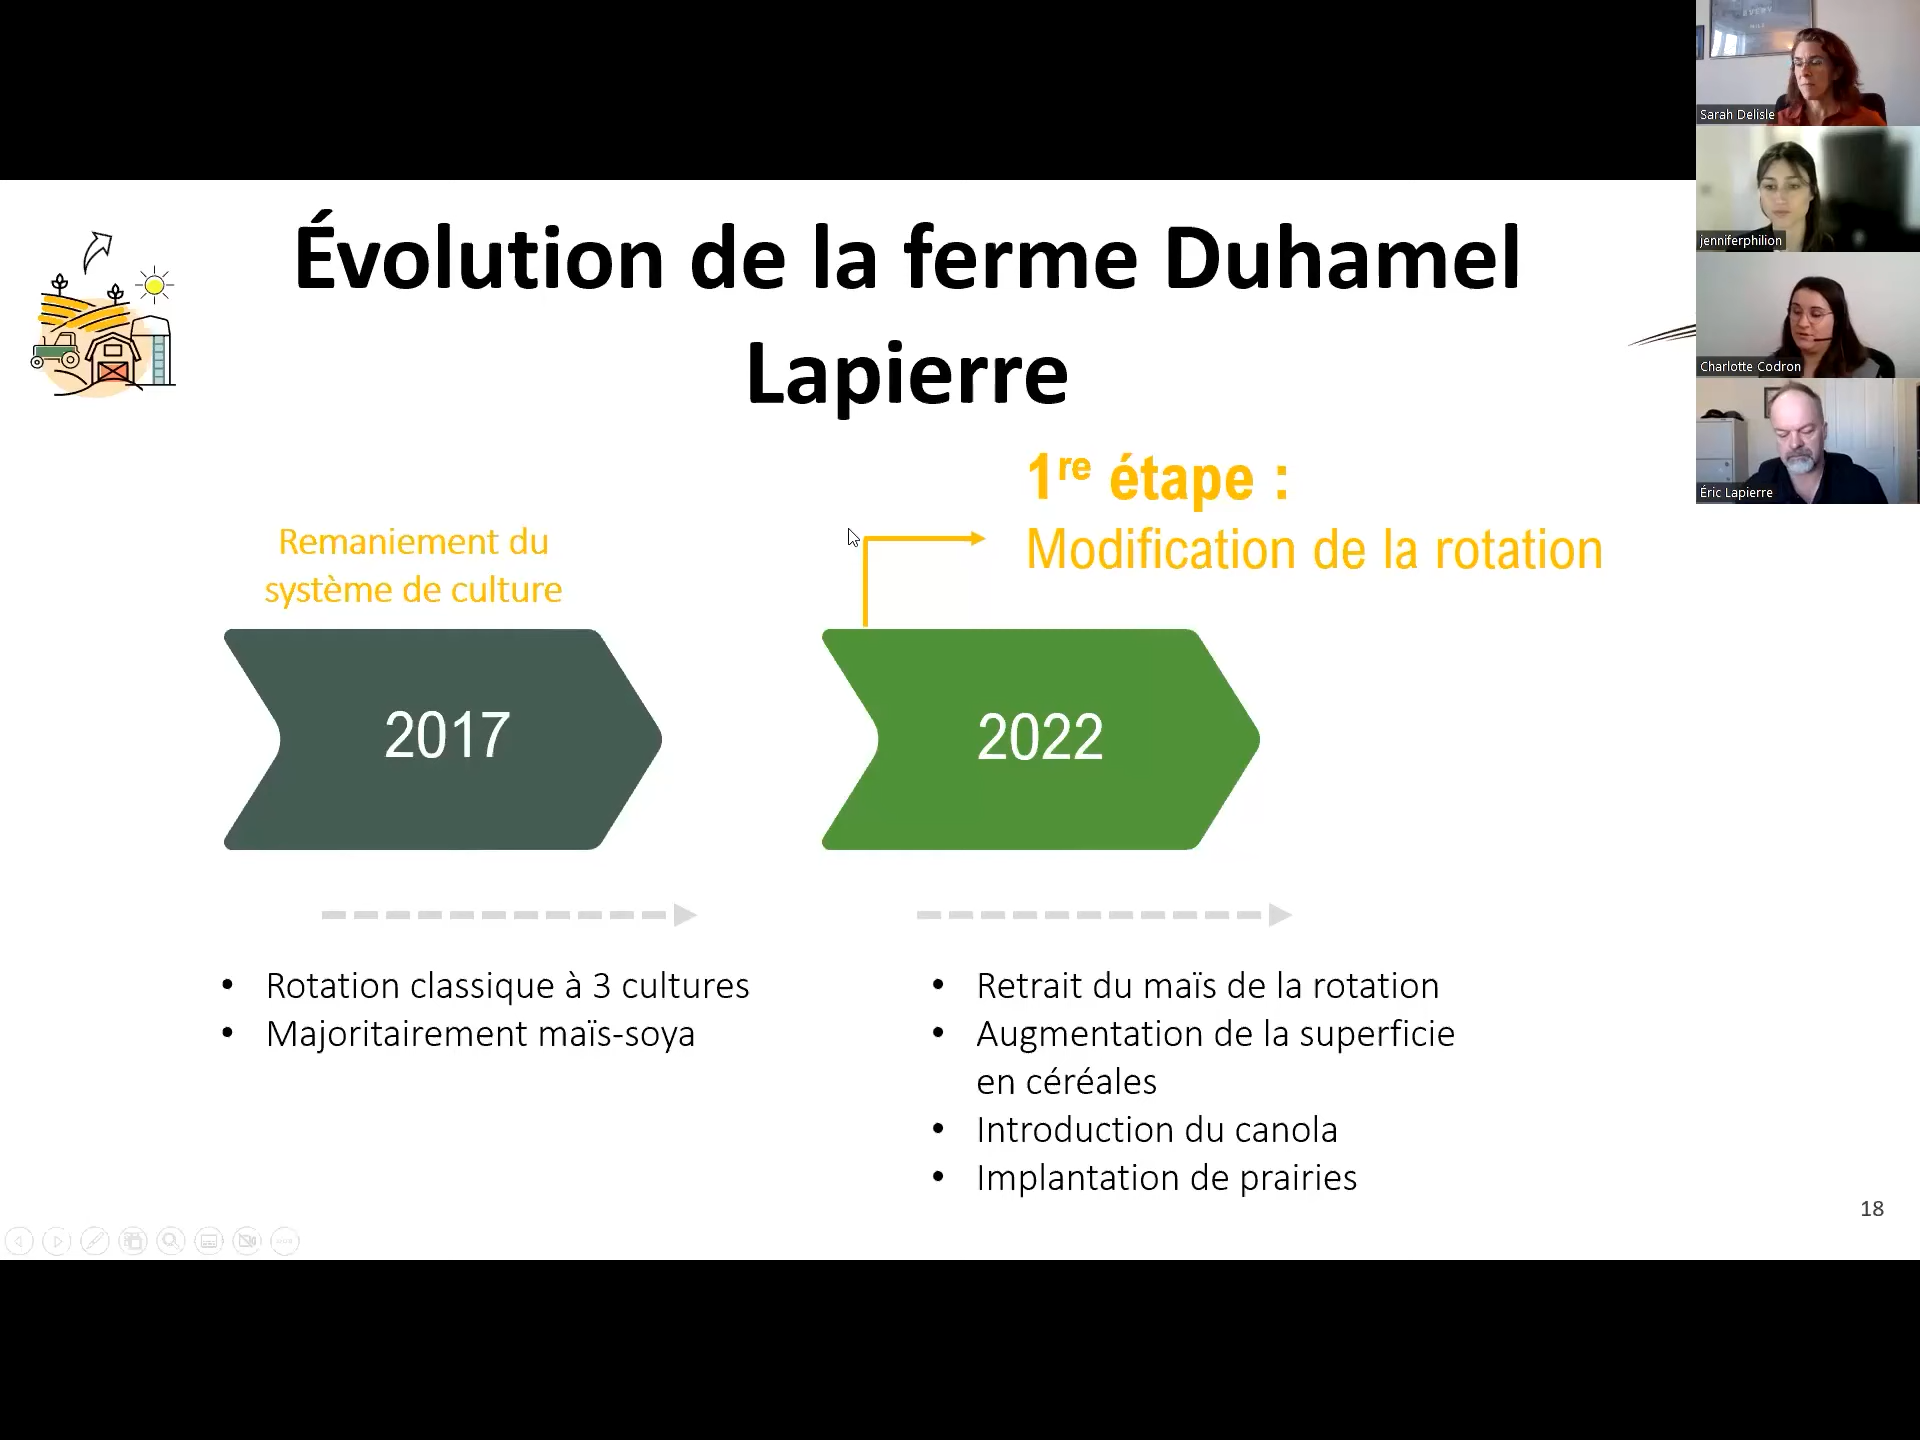 Évolution de la ferme Duhamel
Lapierre
1re étape :
Modification de la rotation
Remaniement du
système de culture
2017
2022
• Rotation classique à 3 cultures
• Majoritairement maïs-soya
• Retrait du maïs de la rotation
• Augmentation de la superficie
en céréales
• Introduction du canola
• Implantation de prairies
18
Sarah Delisle
jenniferphilion
Charlotte Codron
Éric Lapierre